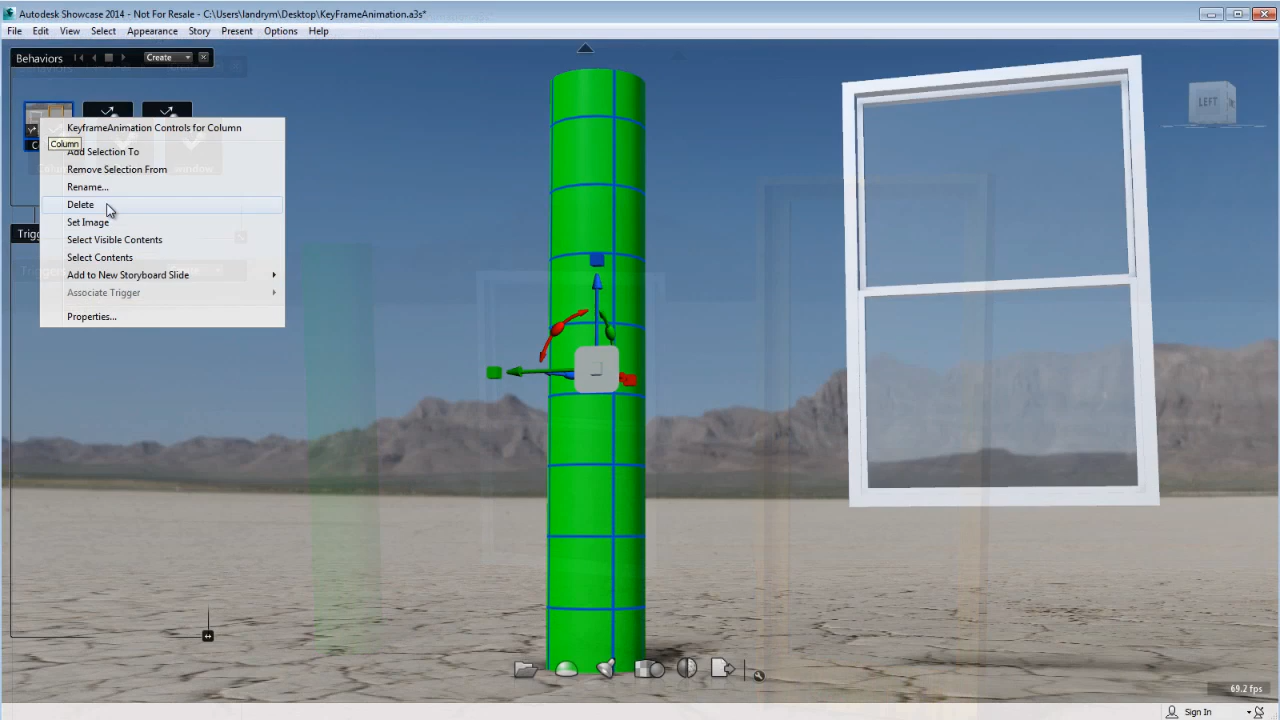 Autodesk Showcase 2014 - Not For Resale - C:\Users\landrym\Desktop\KeyFrameAnimation.a3s*
File Edit View Select Appearance Story Present Options Help
Behaviors Create
LEFT
KeyframeAnimation Controls for Column
Column
Add Selection To
Remove Selection From
Rename...
Delete
Set Image
Select Visible Contents
Select Contents
Add to New Storyboard Slide
Associate Trigger
Properties...
69.2 fps
Sign In